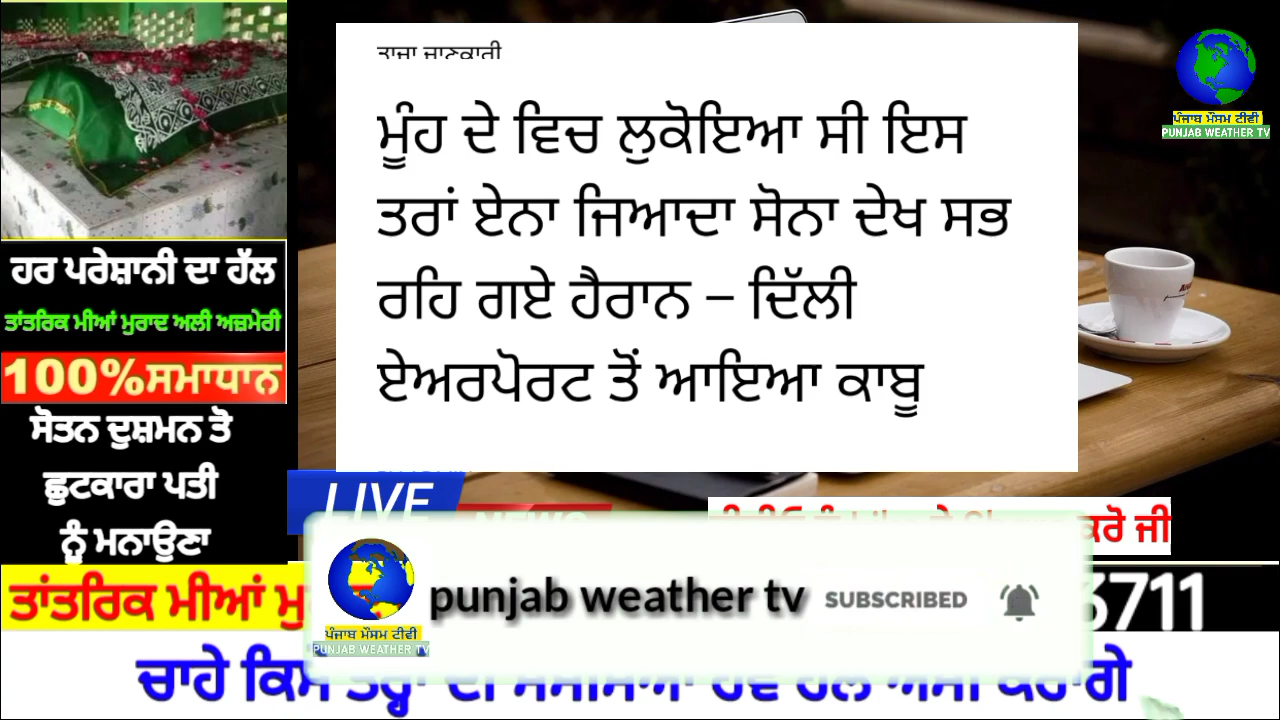 ਤਾਜ਼ਾ ਜਾਣਕਾਰੀ
ਮੂੰਹ ਦੇ ਵਿਚ ਲੁਕੋਇਆ ਸੀ ਇਸ
ਤਰਾਂ ਏਨਾ ਜਿਆਦਾ ਸੋਨਾ ਦੇਖ ਸਭ
ਰਹਿ ਗਏ ਹੈਰਾਨ – ਦਿੱਲੀ
ਏਅਰਪੋਰਟ ਤੋਂ ਆਇਆ ਕਾਬੂ
ਪੰਜਾਬ ਮੌਸਮ ਟੀਵੀ
PUNJAB WEATHER TV
ਹਰ ਪਰੇਸ਼ਾਨੀ ਦਾ ਹੱਲ
ਤਾਂਤਰਿਕ ਮੀਆਂ ਮੁਰਾਦ ਅਲੀ ਅਜ਼ਮੇਰੀ
100%ਸਮਾਧਾਨ
ਸੋਤਨ ਦੁਸ਼ਮਨ ਤੋ
ਛੁਟਕਾਰਾ ਪਤੀ
ਨੂੰ ਮਨਾਉਣਾ
LIVE
ਕਰੋ ਜੀ
ਤਾਂਤਰਿਕ ਮੀਆਂ
3711
punjab weather tv SUBSCRIBED
ਪੰਜਾਬ ਮੌਸਮ ਟੀਵੀ
PUNJAB WEATHER TV
ਚਾਹੇ